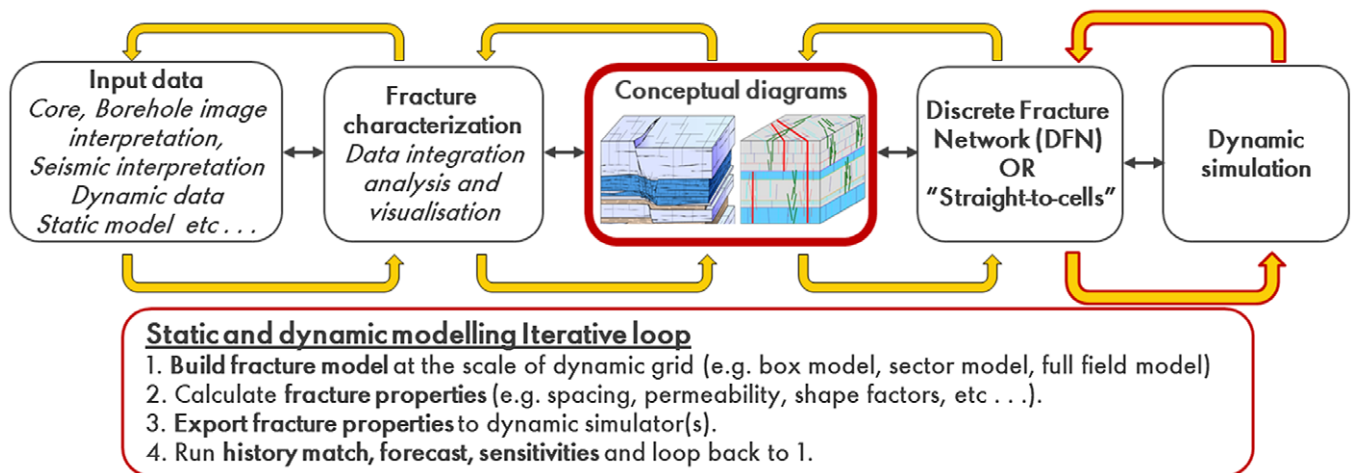 Input data
Core, Borehole image
interpretation,
Seismic interpretation
Dynamic data
Static model etc . . .
Fracture
characterization
Data integration
analysis and
visualisation
Conceptual diagrams
Discrete Fracture
Network (DFN)
OR
“Straight-to-cells”
Dynamic
simulation
Static and dynamic modelling Iterative loop
1. Build fracture model at the scale of dynamic grid (e.g. box model, sector model, full field model)
2. Calculate fracture properties (e.g. spacing, permeability, shape factors, etc . . .).
3. Export fracture properties to dynamic simulator(s).
4. Run history match, forecast, sensitivities and loop back to 1.